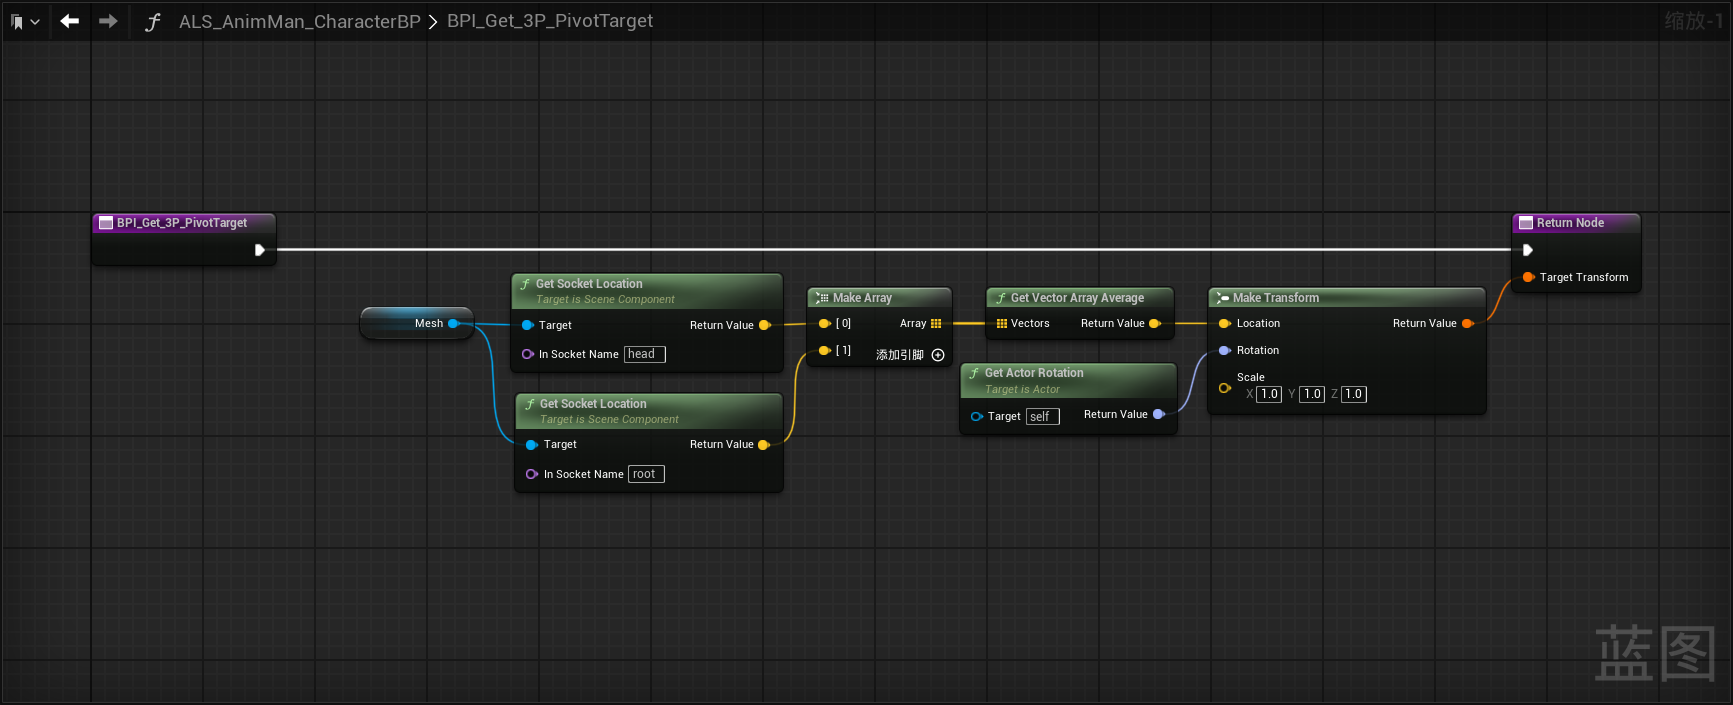 ALS_AnimMan_CharacterBP > BPI_Get_3P_PivotTarget
缩放-1
BPI_Get_3P_PivotTarget
Return Node
Target Transform
Mesh
Get Socket Location
Target is Scene Component
Target
Return Value
In Socket Name head
Get Socket Location
Target is Scene Component
Target
Return Value
In Socket Name root
Make Array
[ 0]
Array
[ 1]
添加引脚
Get Vector Array Average
Vectors
Return Value
Get Actor Rotation
Target is Actor
Target self
Return Value
Make Transform
Location
Return Value
Rotation
Scale
X 1.0 Y 1.0 Z 1.0
蓝图